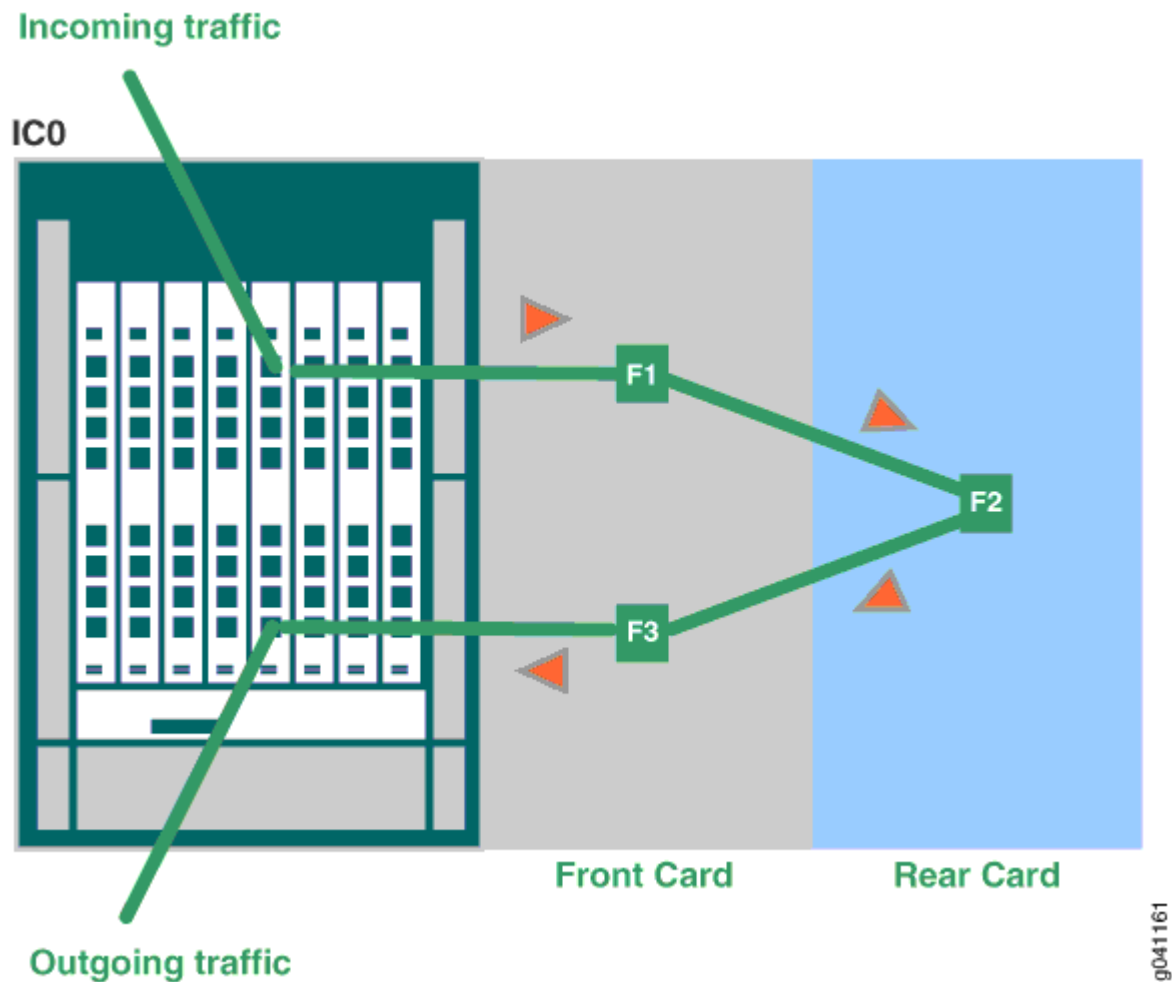 Incoming traffic
IC0
F1
F2
F3
Front Card
Rear Card
Outgoing traffic
g041161